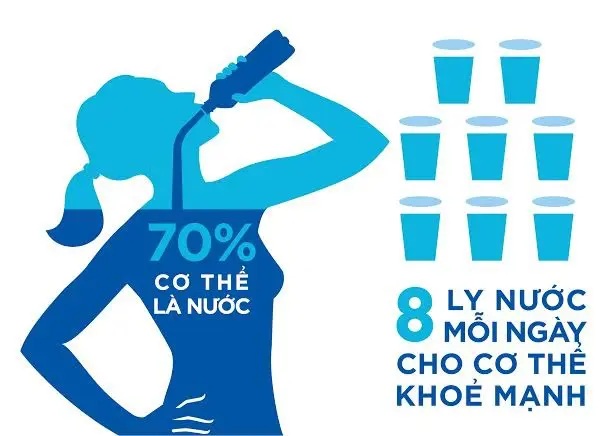 70%
CƠ THỂ
LÀ NƯỚC
8 LY NƯỚC
MỖI NGÀY
CHO CƠ THỂ
KHOẺ MẠNH